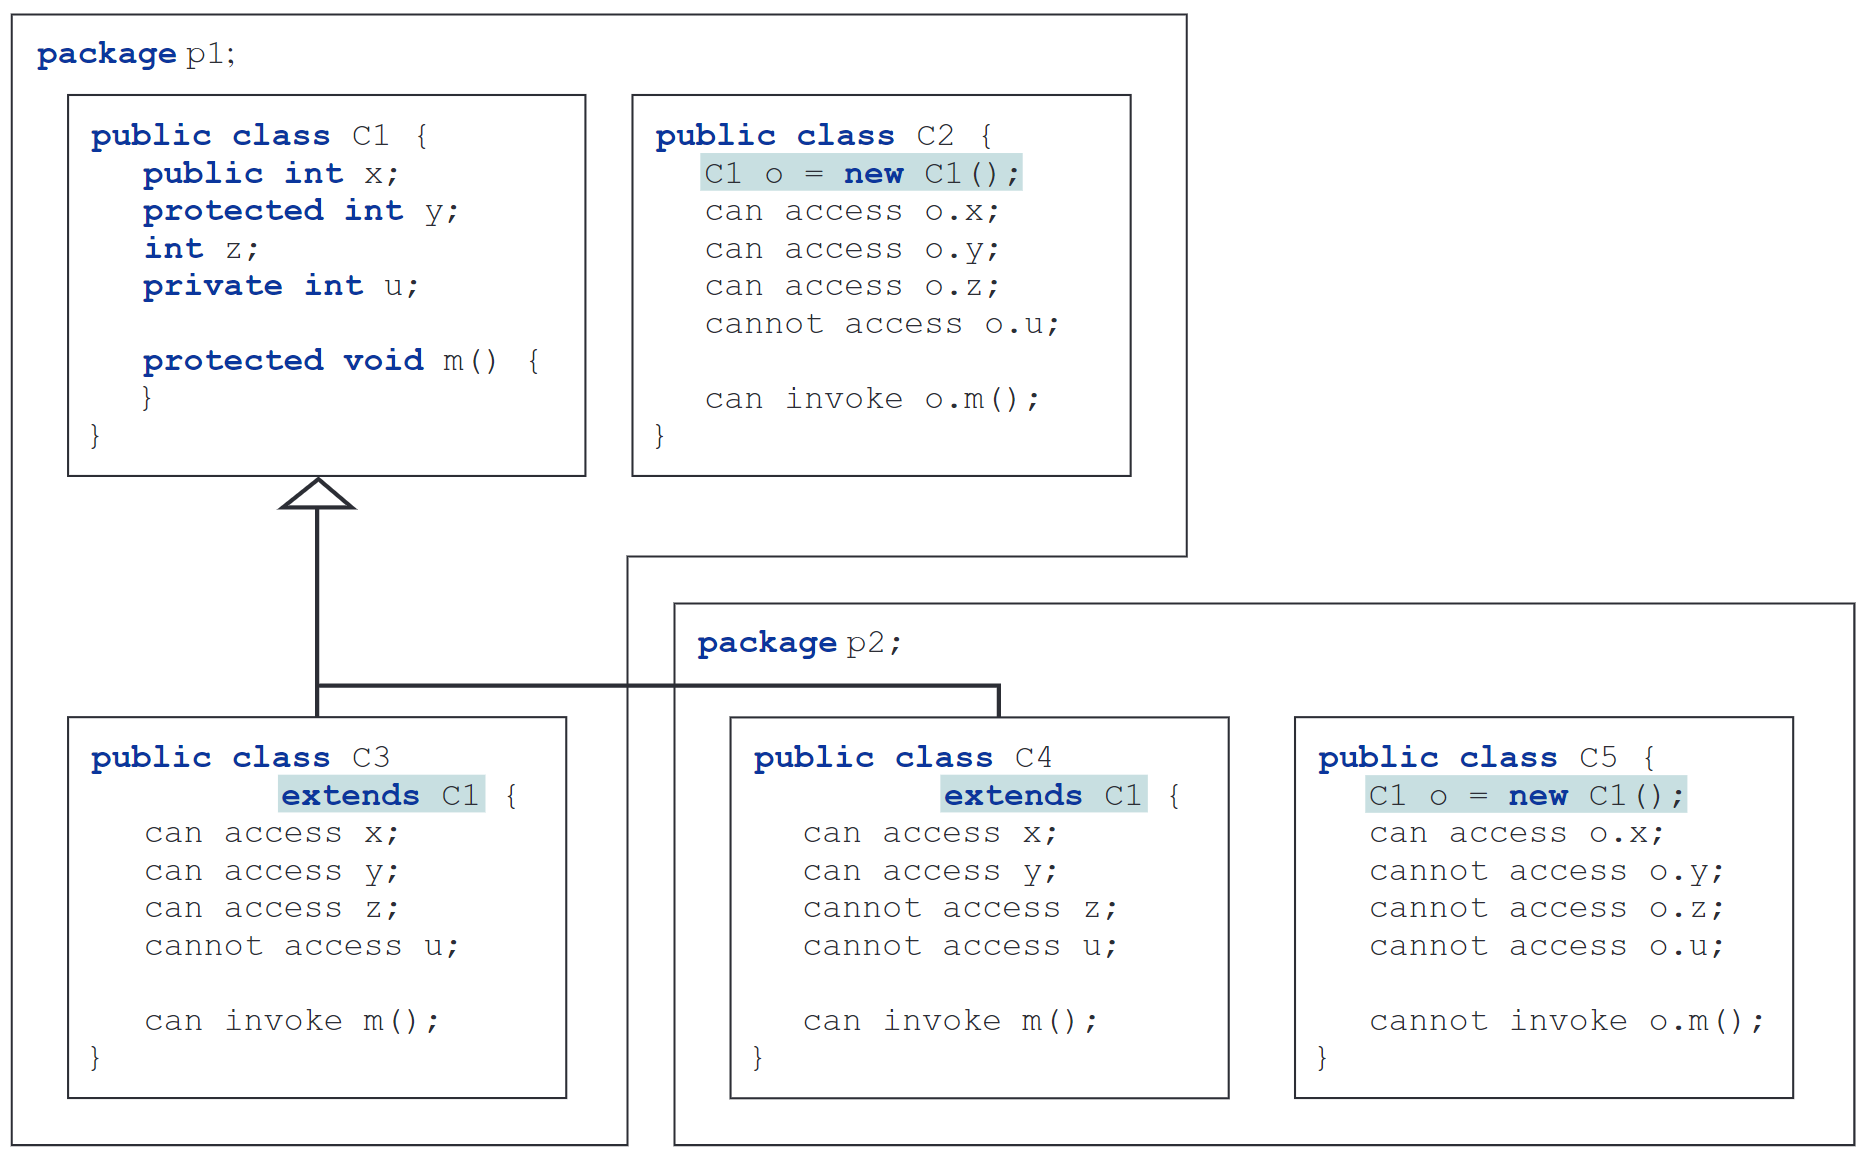 package p1;
public class C1 {
public int x;
protected int y;
int z;
private int u;
protected void m() {
}
}
public class C2 {
C1 o = new C1();
can access o.x;
can access o.y;
can access o.z;
cannot access o.u;
can invoke o.m();
}
public class C3
extends C1 {
can access x;
can access y;
can access z;
cannot access u;
can invoke m();
}
package p2;
public class C4
extends C1 {
can access x;
can access y;
cannot access z;
cannot access u;
can invoke m();
}
public class C5 {
C1 o = new C1();
can access o.x;
cannot access o.y;
cannot access o.z;
cannot access o.u;
cannot invoke o.m();
}